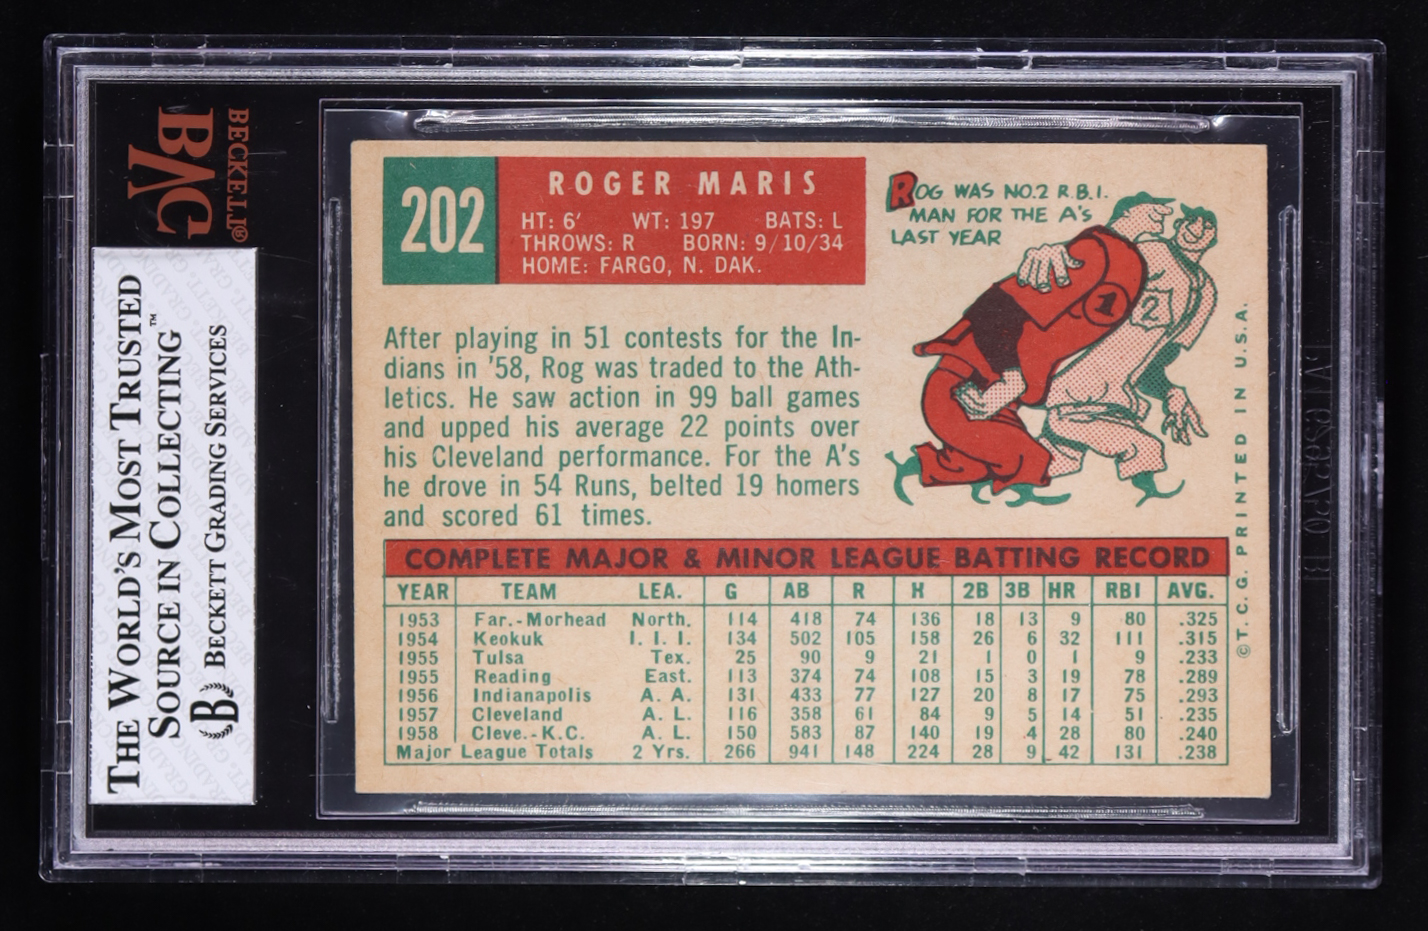 BECKETT®
BVG
THE WORLD'S MOST TRUSTED
SOURCE IN COLLECTING™
B BECKETT GRADING SERVICES
202
ROGER MARIS
HT: 6' WT: 197 BATS: L
THROWS: R BORN: 9/10/34
HOME: FARGO, N. DAK.
ROG WAS NO.2 R.B.I.
MAN FOR THE A'S
LAST YEAR
1
2
After playing in 51 contests for the In-
dians in '58, Rog was traded to the Ath-
letics. He saw action in 99 ball games
and upped his average 22 points over
his Cleveland performance. For the A's
he drove in 54 Runs, belted 19 homers
and scored 61 times.
COMPLETE MAJOR & MINOR LEAGUE BATTING RECORD
YEAR TEAM LEA. G AB R H 2B 3B HR RBI AVG.
1953 Far.-Morhead North. 114 418 74 136 18 13 9 80 .325
1954 Keokuk I. I. I. 134 502 105 158 26 6 32 111 .315
1955 Tulsa Tex. 25 90 9 21 1 0 1 9 .233
1955 Reading East. 113 374 74 108 15 3 19 78 .289
1956 Indianapolis A. A. 131 433 77 127 20 8 17 75 .293
1957 Cleveland A. L. 116 358 61 84 9 5 14 51 .235
1958 Cleve.-K.C. A. L. 150 583 87 140 19 4 28 80 .240
Major League Totals 2 Yrs. 266 941 148 224 28 9 42 131 .238
©T. C. G. PRINTED IN U.S.A.